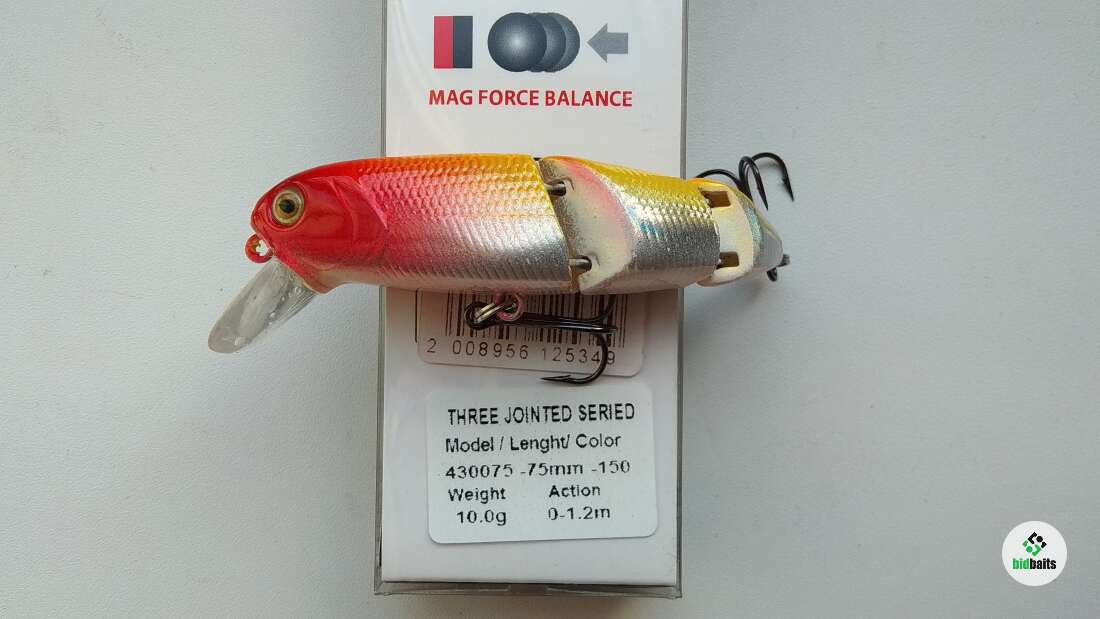 MAG FORCE BALANCE
2 008956 125349
THREE JOINTED SERIED
Model / Lenght/ Color
430075 -75mm -150
Weight Action
10.0g 0-1.2m
bidbaits